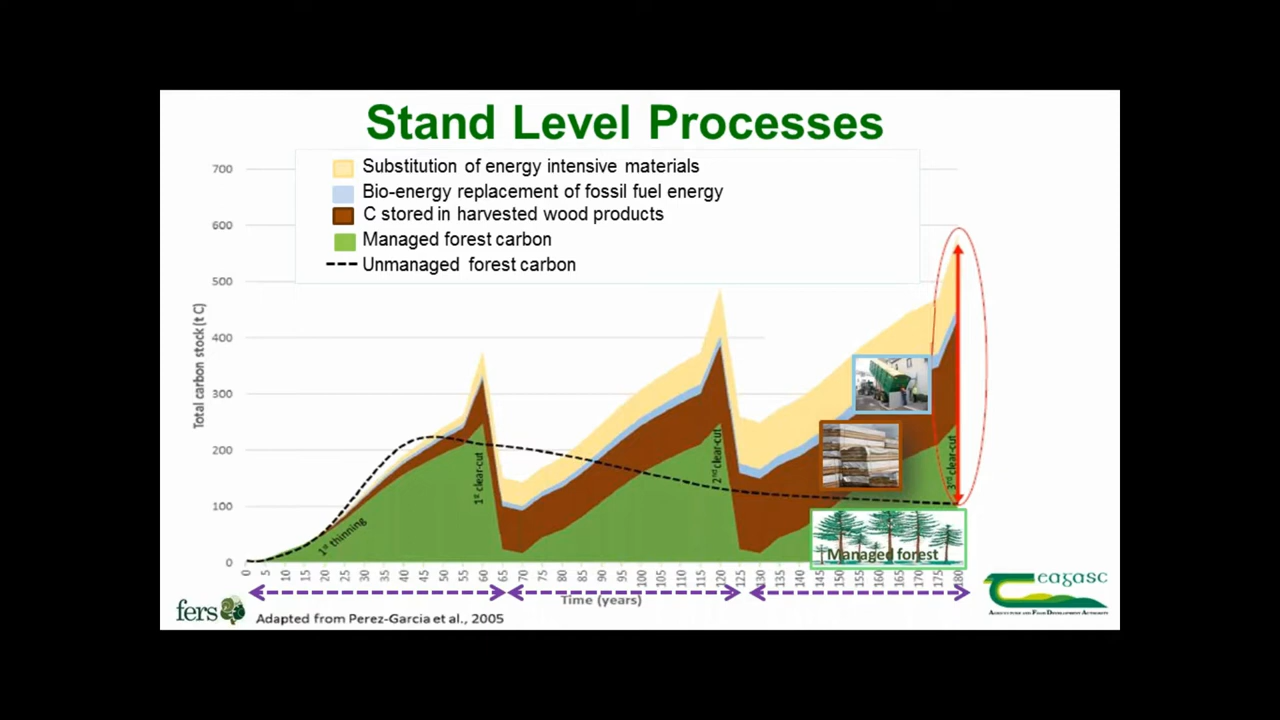 Stand Level Processes
Substitution of energy intensive materials
Bio-energy replacement of fossil fuel energy
C stored in harvested wood products
Managed forest carbon
Unmanaged forest carbon
700
600
500
400
300
200
100
0
Total carbon stock (t C)
1st thinning
1st clear-cut
2nd clear-cut
3rd clear-cut
Managed forest
0 5 10 15 20 25 30 35 40 45 50 55 60 65 70 75 80 85 90 95 100 105 110 115 120 125 130 135 140 145 150 155 160 165 170 175 180
Time (years)
fers
Adapted from Perez-Garcia et al., 2005
Teagasc
Agriculture and Food Development Authority